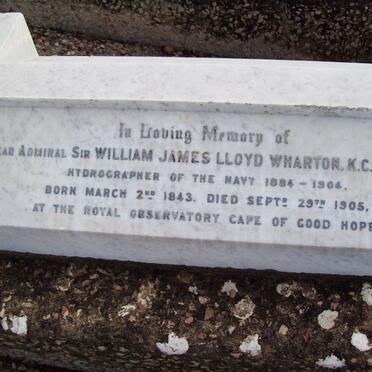 In Loving Memory of
EAR ADMIRAL SIR WILLIAM JAMES LLOYD WHARTON, K.C.
HYDROGRAPHER OF THE NAVY 1884 - 1904.
BORN MARCH 2ND 1843. DIED SEPTR 29TH 1905,
AT THE ROYAL OBSERVATORY CAPE OF GOOD HOPE